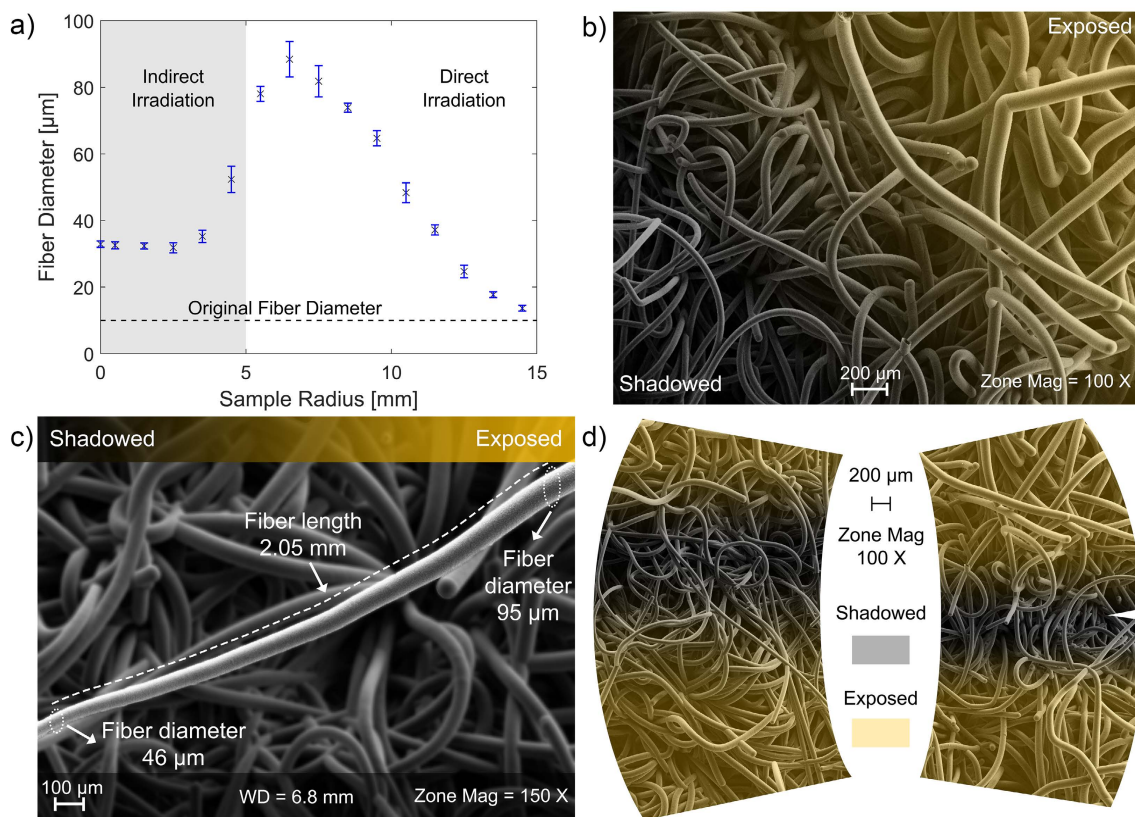 a)
100
80
60
40
20
0
Fiber Diameter [µm]
Indirect
Irradiation
Direct
Irradiation
Original Fiber Diameter
0
5
10
15
Sample Radius [mm]
b)
Exposed
Shadowed
200 µm
Zone Mag = 100 X
c)
Shadowed
Exposed
Fiber length
2.05 mm
Fiber
diameter
95 µm
Fiber diameter
46 µm
100 µm
WD = 6.8 mm
Zone Mag = 150 X
d)
200 µm
Zone Mag
100 X
Shadowed
Exposed